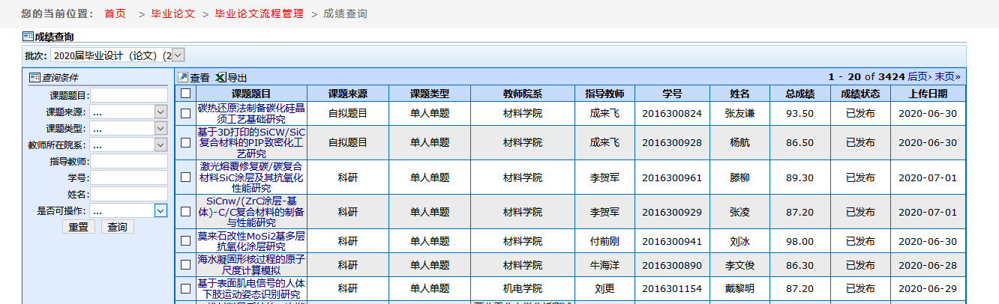 您的当前位置： 首页 > 毕业论文 > 毕业论文流程管理 > 成绩查询
成绩查询
批次: 2020届毕业设计（论文）(2
查询条件
课题题目:
课题来源: ...
课题类型: ...
教师所在院系: ...
指导教师:
学号:
姓名:
是否可操作: ...
重置 查询
查看 导出 1 - 20 of 3424 后页› 末页»
课题题目 课题来源 课题类型 教师院系 指导教师 学号 姓名 总成绩 成绩状态 上传日期
碳热还原法制备碳化硅晶
须工艺基础研究 自拟题目 单人单题 材料学院 成来飞 2016300824 张友谦 93.50 已发布 2020-06-30
基于3D打印的SiCW/SiC
复合材料的PIP致密化工 自拟题目 单人单题 材料学院 成来飞 2016300928 杨航 86.50 已发布 2020-06-30
艺研究
激光熔覆修复碳/碳复合
材料SiC涂层及其抗氧化 科研 单人单题 材料学院 李贺军 2016300961 滕柳 89.30 已发布 2020-07-01
性能研究
SiCnw/(ZrC涂层-基
体)-C/C复合材料的制备 科研 单人单题 材料学院 李贺军 2016300929 张凌 87.20 已发布 2020-07-01
与性能研究
莫来石改性MoSi2基多层
抗氧化涂层研究 科研 单人单题 材料学院 付前刚 2016300941 刘冰 98.00 已发布 2020-06-30
海水凝固形核过程的原子
尺度计算模拟 科研 单人单题 材料学院 牛海洋 2016300890 李文俊 86.30 已发布 2020-06-28
基于表面肌电信号的人体
下肢运动姿态识别研究 科研 单人单题 机电学院 刘更 2016301154 戴黎明 87.20 已发布 2020-06-29